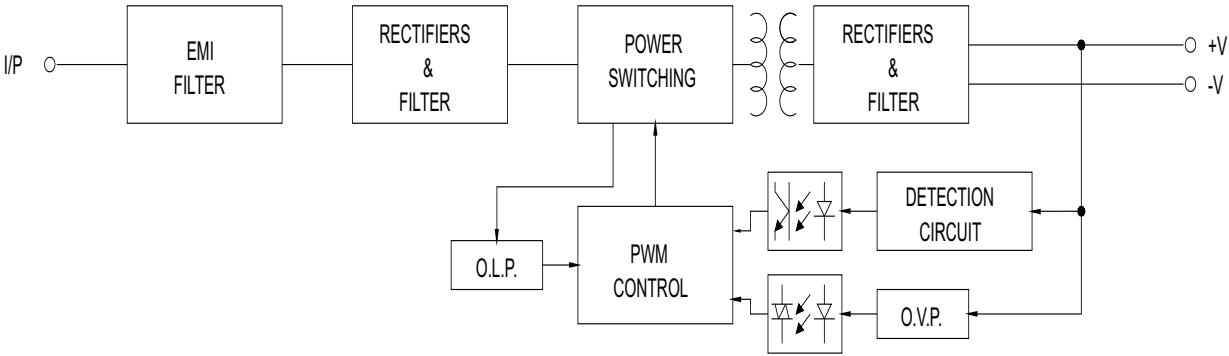 I/P
EMI
FILTER
RECTIFIERS
&
FILTER
POWER
SWITCHING
RECTIFIERS
&
FILTER
+V
-V
DETECTION
CIRCUIT
O.L.P.
PWM
CONTROL
O.V.P.